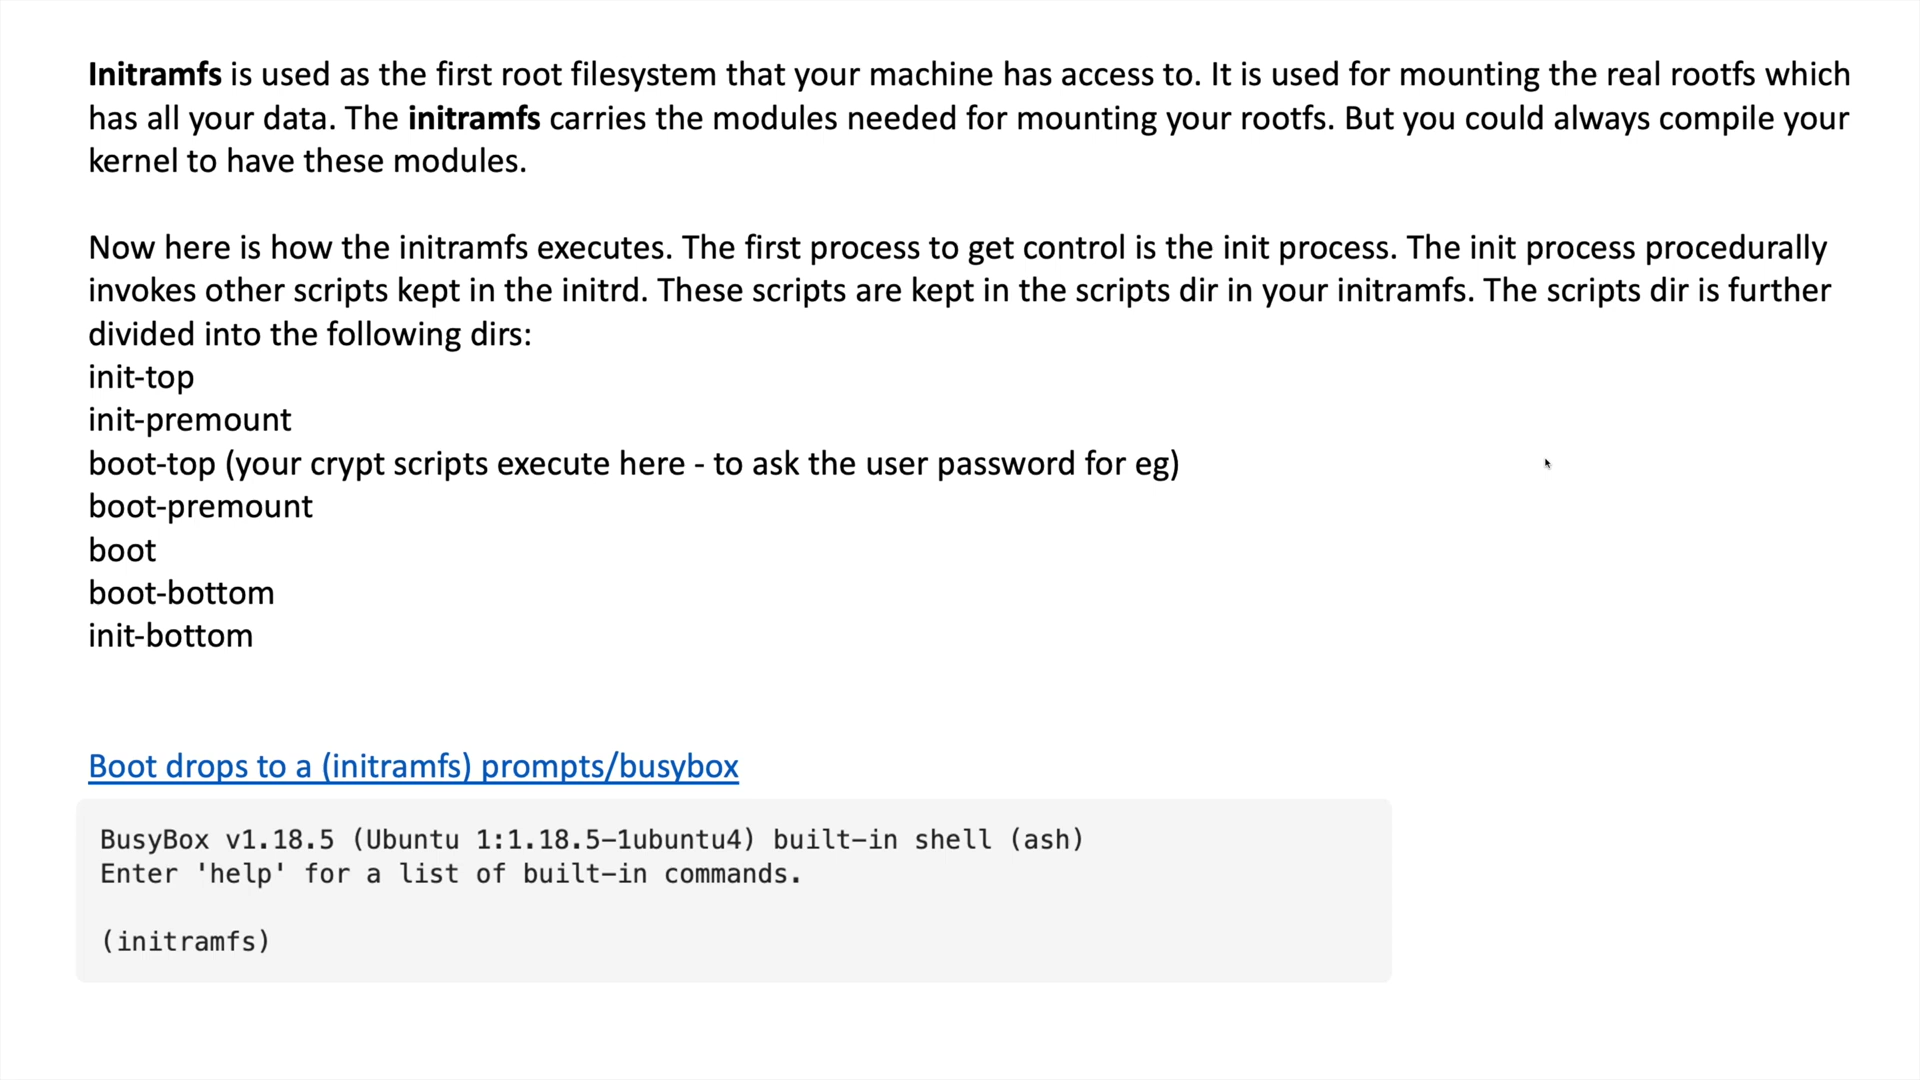 Initramfs is used as the first root filesystem that your machine has access to. It is used for mounting the real rootfs which
has all your data. The initramfs carries the modules needed for mounting your rootfs. But you could always compile your
kernel to have these modules.
Now here is how the initramfs executes. The first process to get control is the init process. The init process procedurally
invokes other scripts kept in the initrd. These scripts are kept in the scripts dir in your initramfs. The scripts dir is further
divided into the following dirs:
init-top
init-premount
boot-top (your crypt scripts execute here - to ask the user password for eg)
boot-premount
boot
boot-bottom
init-bottom
Boot drops to a (initramfs) prompts/busybox
BusyBox v1.18.5 (Ubuntu 1:1.18.5-1ubuntu4) built-in shell (ash)
Enter 'help' for a list of built-in commands.
(initramfs)